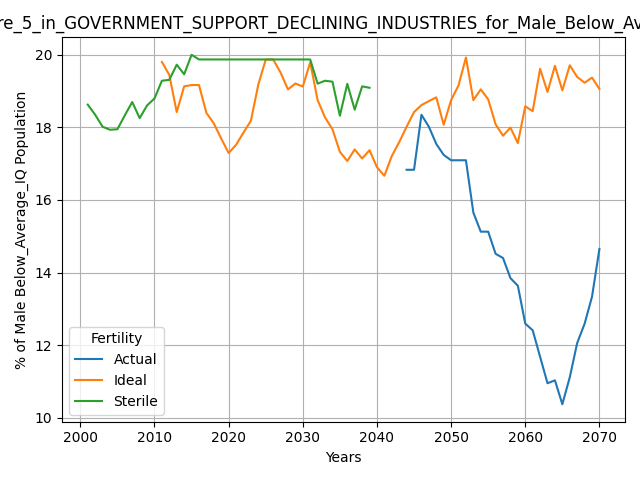 re_5_in_GOVERNMENT_SUPPORT_DECLINING_INDUSTRIES_for_Male_Below_Av
20
18
16
14
12
10
% of Male Below_Average_IQ Population
Fertility
Actual
Ideal
Sterile
2000 2010 2020 2030 2040 2050 2060 2070
Years